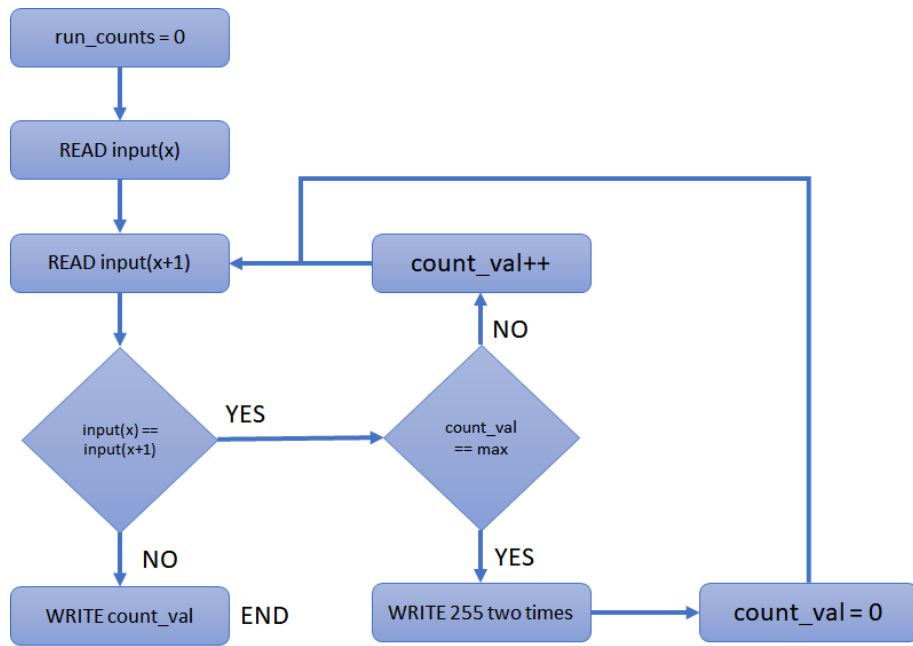 run_counts = 0
READ input(x)
READ input(x+1)
count_val++
NO
input(x) ==
input(x+1)
YES
count_val
== max
NO
YES
WRITE count_val
END
WRITE 255 two times
count_val = 0